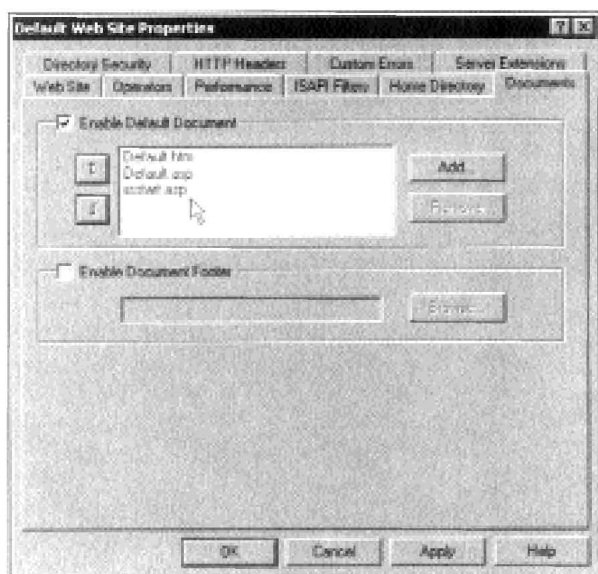 Default Web Site Properties
Directory Security HTTP Headers Custom Errors Server Extensions
Web Site Operators Performance ISAPI Filters Home Directory Documents
Enable Default Document
Default.htm
Default.asp
iisstart.asp
Add...
Remove
Enable Document Footer
Browse...
OK Cancel Apply Help